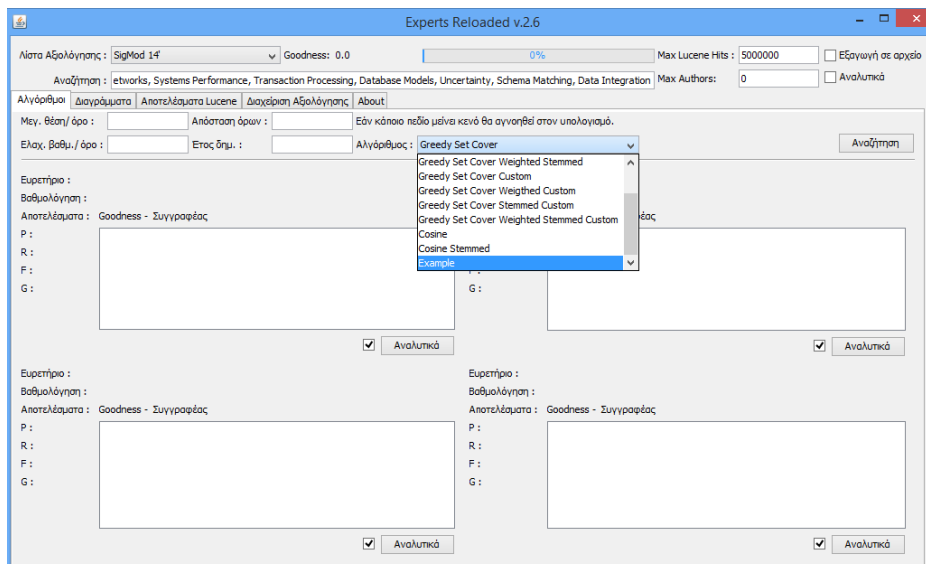 Experts Reloaded v.2.6
Λίστα Αξιολόγησης : SigMod 14' Goodness: 0.0 0% Max Lucene Hits : 5000000 Εξαγωγή σε αρχείο
Αναζήτηση : etworks, Systems Performance, Transaction Processing, Database Models, Uncertainty, Schema Matching, Data Integration Max Authors: 0 Αναλυτικά
Αλγόριθμοι Διαγράμματα Αποτελέσματα Lucene Διαχείριση Αξιολόγησης About
Μεγ. θέση/ όρο : Απόσταση όρων : Εάν κάποιο πεδίο μείνει κενό θα αγνοηθεί στον υπολογισμό.
Ελαχ. βαθμ./ όρο : Έτος δημ. : Αλγόριθμος : Greedy Set Cover Αναζήτηση
Greedy Set Cover Weighted Stemmed
Greedy Set Cover Custom
Greedy Set Cover Weigthed Custom
Greedy Set Cover Stemmed Custom
Greedy Set Cover Weighted Stemmed Custom
Cosine
Cosine Stemmed
Example
Ευρετήριο :
Βαθμολόγηση :
Αποτελέσματα : Goodness - Συγγραφέας
P :
R :
F :
G :
Αναλυτικά
G :
Αναλυτικά
Ευρετήριο :
Βαθμολόγηση :
Αποτελέσματα : Goodness - Συγγραφέας
P :
R :
F :
G :
Αναλυτικά
Ευρετήριο :
Βαθμολόγηση :
Αποτελέσματα : Goodness - Συγγραφέας
P :
R :
F :
G :
Αναλυτικά